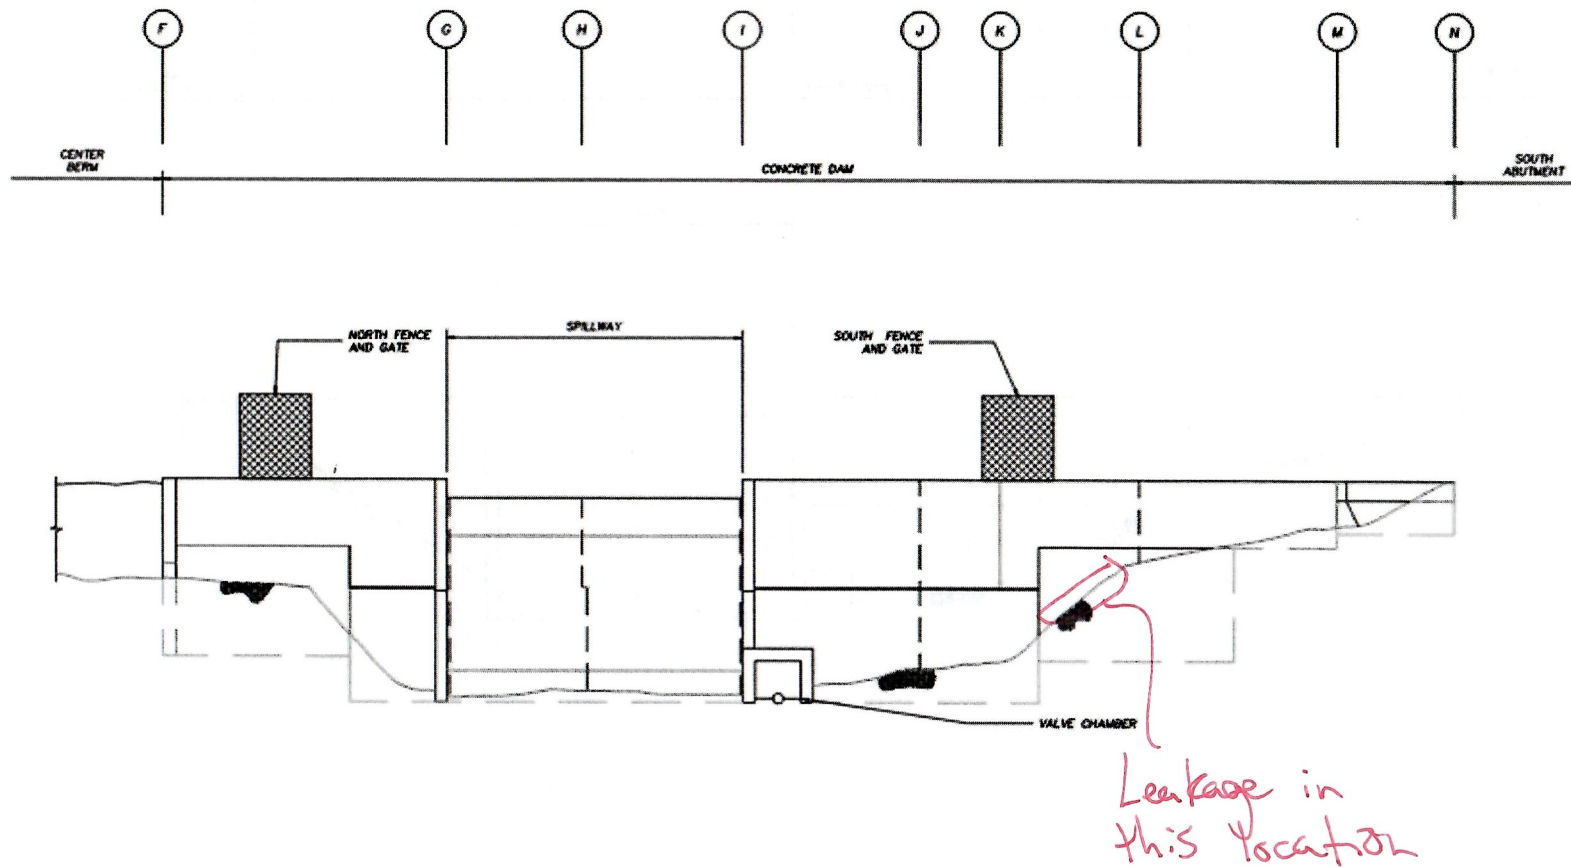 F G H I J K L M N
CENTER
BERM
CONCRETE DAM
SOUTH
ABUTMENT
NORTH FENCE
AND GATE
SPILLWAY
SOUTH FENCE
AND GATE
VALVE CHAMBER
Leakage in
this location